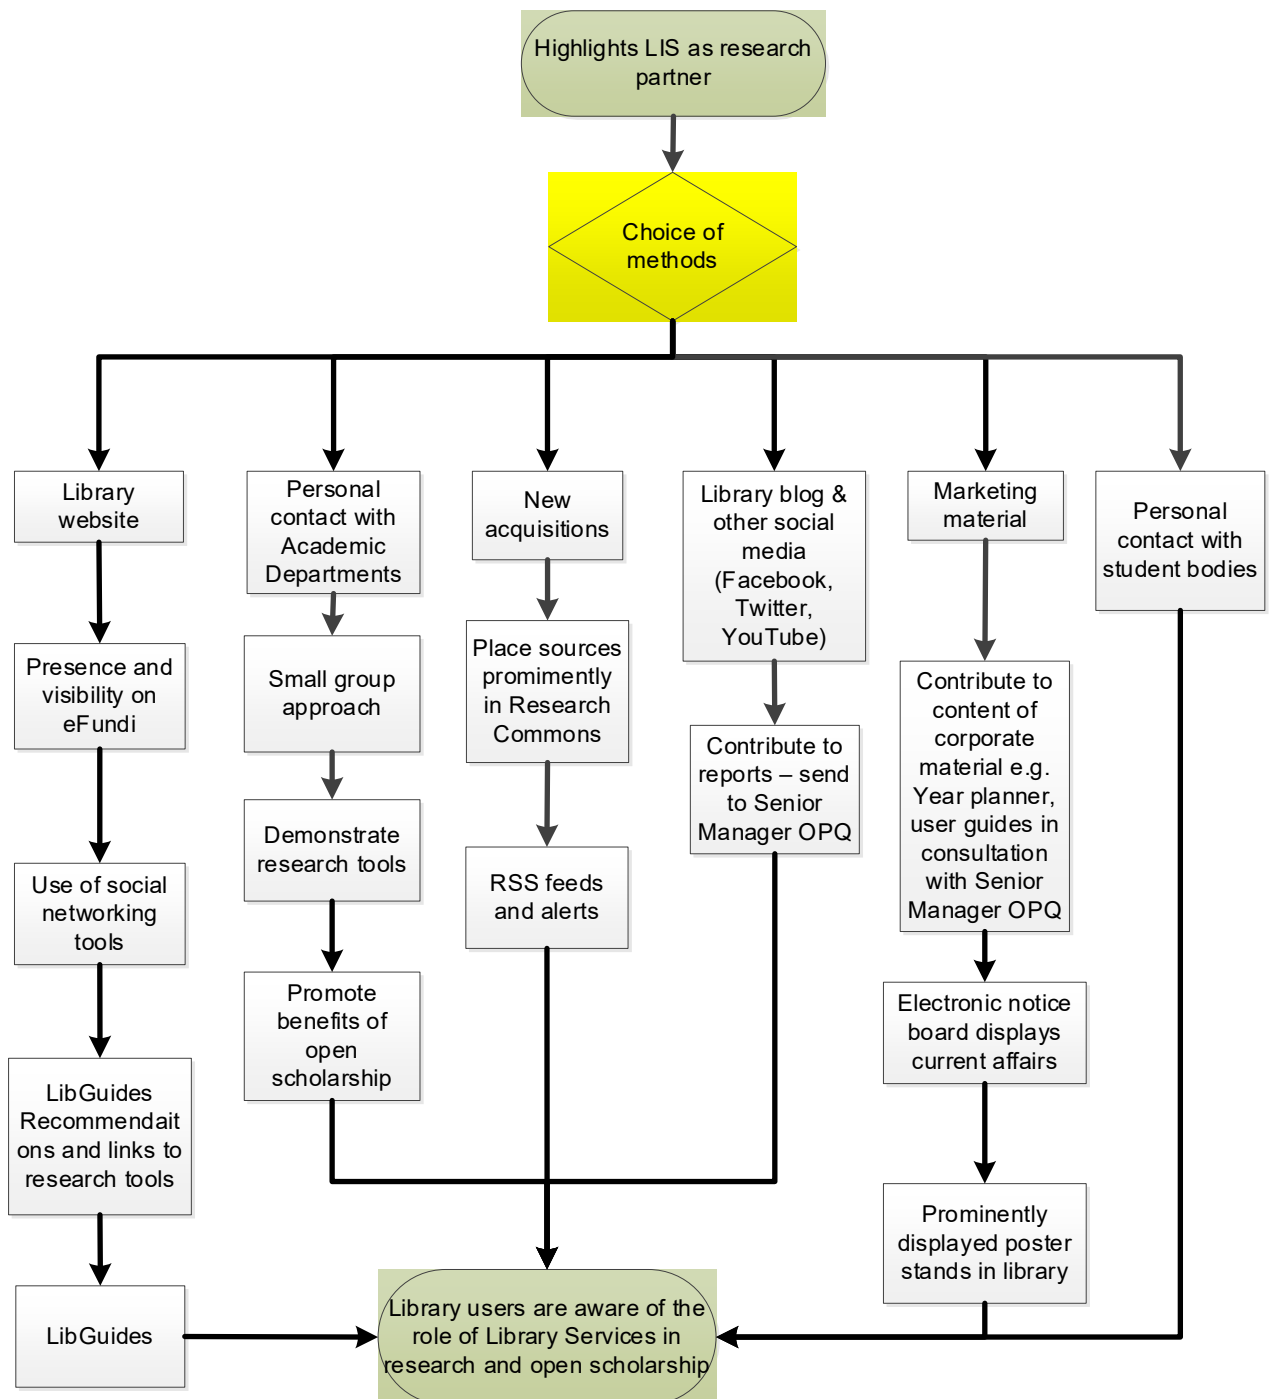 Highlights LIS as research
partner
Choice of
methods
Library
website
Presence and
visibility on
eFundi
Use of social
networking
tools
LibGuides
Recommendait
ons and links to
research tools
LibGuides
Personal
contact with
Academic
Departments
Small group
approach
Demonstrate
research tools
Promote
benefits of
open
scholarship
New
acquisitions
Place sources
promimently
in Research
Commons
RSS feeds
and alerts
Library blog &
other social
media
(Facebook,
Twitter,
YouTube)
Contribute to
reports – send
to Senior
Manager OPQ
Marketing
material
Contribute to
content of
corporate
material e.g.
Year planner,
user guides in
consultation
with Senior
Manager OPQ
Electronic notice
board displays
current affairs
Prominently
displayed poster
stands in library
Personal
contact with
student bodies
Library users are aware of the
role of Library Services in
research and open scholarship